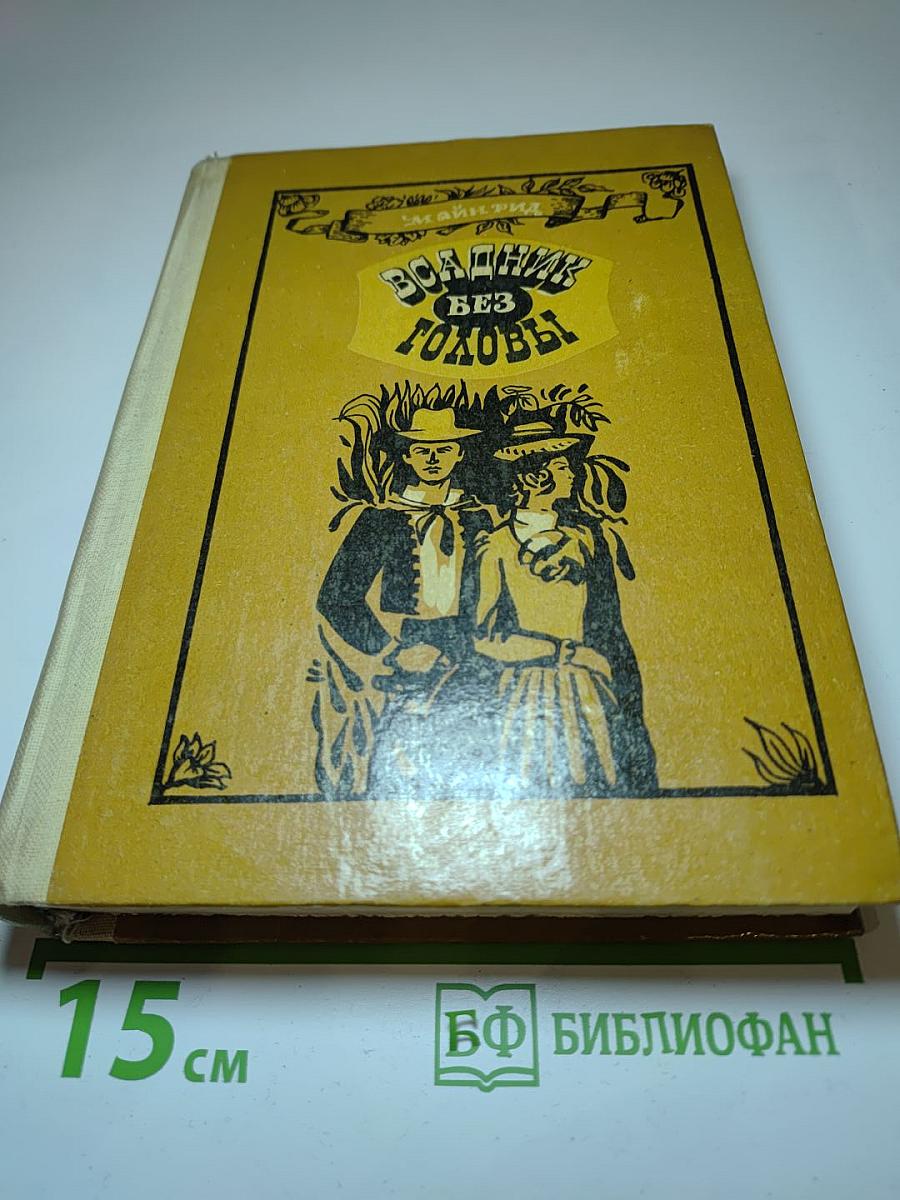 МАЙН РИД
ВСАДНИК
БЕЗ
ГОЛОВЫ
15 см
БФ БИБЛИОФАН